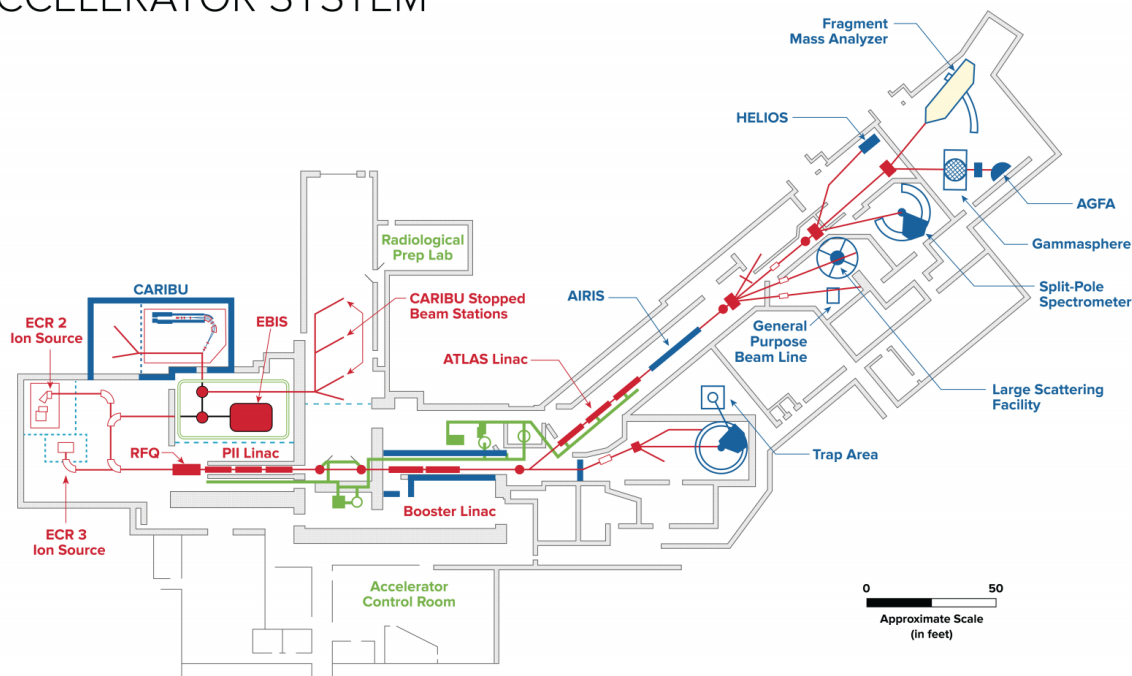 CCELERATOR SYSTEM
Fragment
Mass Analyzer
HELIOS
AGFA
Gammasphere
Radiological
Prep Lab
Split-Pole
Spectrometer
CARIBU
CARIBU Stopped
Beam Stations
AIRIS
ECR 2
Ion Source
EBIS
General
Purpose
Beam Line
ATLAS Linac
Large Scattering
Facility
RFQ
PII Linac
Trap Area
Booster Linac
ECR 3
Ion Source
Accelerator
Control Room
0
50
Approximate Scale
(in feet)